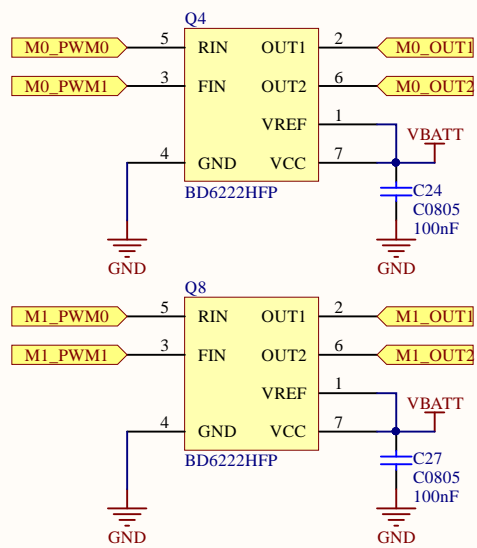 Q4
M0_PWM0 5 RIN OUT1 2 M0_OUT1
M0_PWM1 3 FIN OUT2 6 M0_OUT2
VREF 1
VBATT
4 GND VCC 7
BD6222HFP
C24
C0805
100nF
GND
GND
Q8
M1_PWM0 5 RIN OUT1 2 M1_OUT1
M1_PWM1 3 FIN OUT2 6 M1_OUT2
VREF 1
VBATT
4 GND VCC 7
BD6222HFP
C27
C0805
100nF
GND
GND